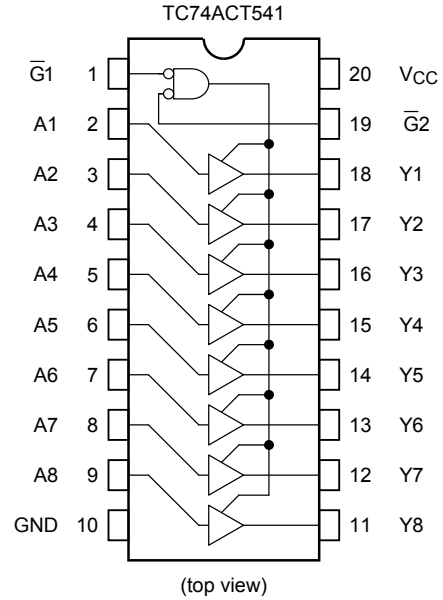 TC74ACT541
G̅1 1 20 VCC
A1 2 19 G̅2
A2 3 18 Y1
A3 4 17 Y2
A4 5 16 Y3
A5 6 15 Y4
A6 7 14 Y5
A7 8 13 Y6
A8 9 12 Y7
GND 10 11 Y8
(top view)